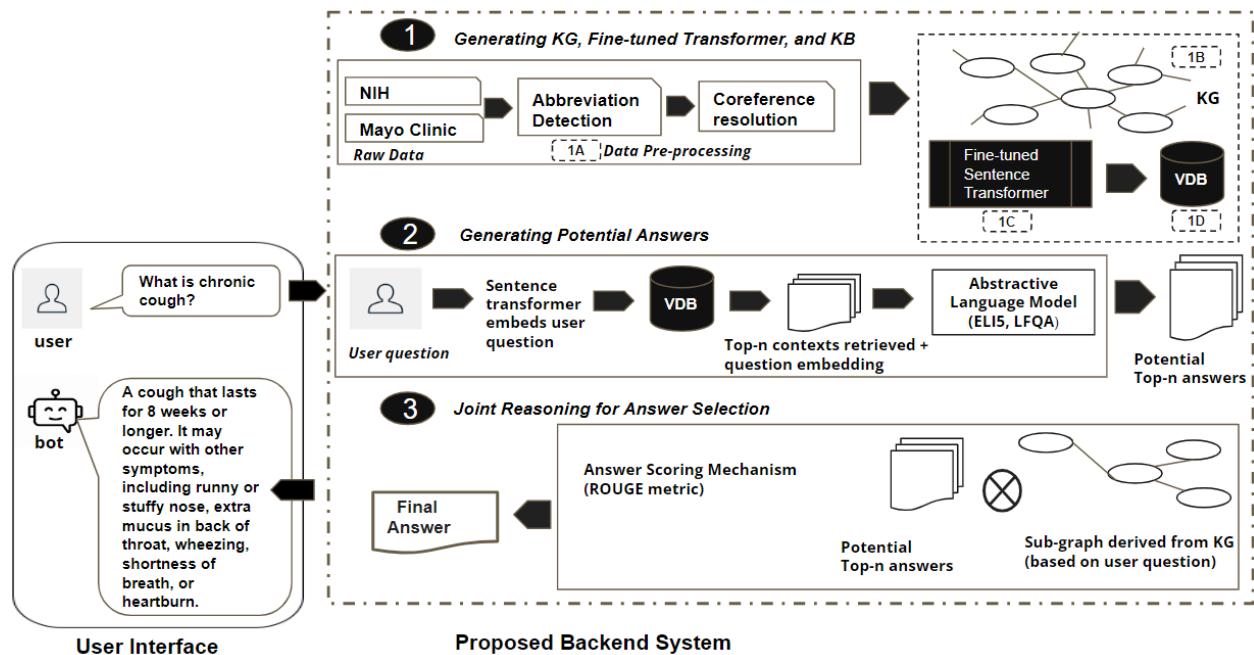 1
Generating KG, Fine-tuned Transformer, and KB
NIH
Mayo Clinic
Raw Data
Abbreviation
Detection
1A
Data Pre-processing
Coreference
resolution
1B
KG
Fine-tuned
Sentence
Transformer
1C
VDB
1D
2
Generating Potential Answers
User question
Sentence
transformer
embeds user
question
VDB
Top-n contexts retrieved +
question embedding
Abstractive
Language Model
(ELI5, LFQA)
Potential
Top-n answers
3
Joint Reasoning for Answer Selection
Final
Answer
Answer Scoring Mechanism
(ROUGE metric)
Potential
Top-n answers
Sub-graph derived from KG
(based on user question)
What is chronic
cough?
user
bot
A cough that lasts
for 8 weeks or
longer. It may
occur with other
symptoms,
including runny or
stuffy nose, extra
mucus in back of
throat, wheezing,
shortness of
breath, or
heartburn.
User Interface
Proposed Backend System